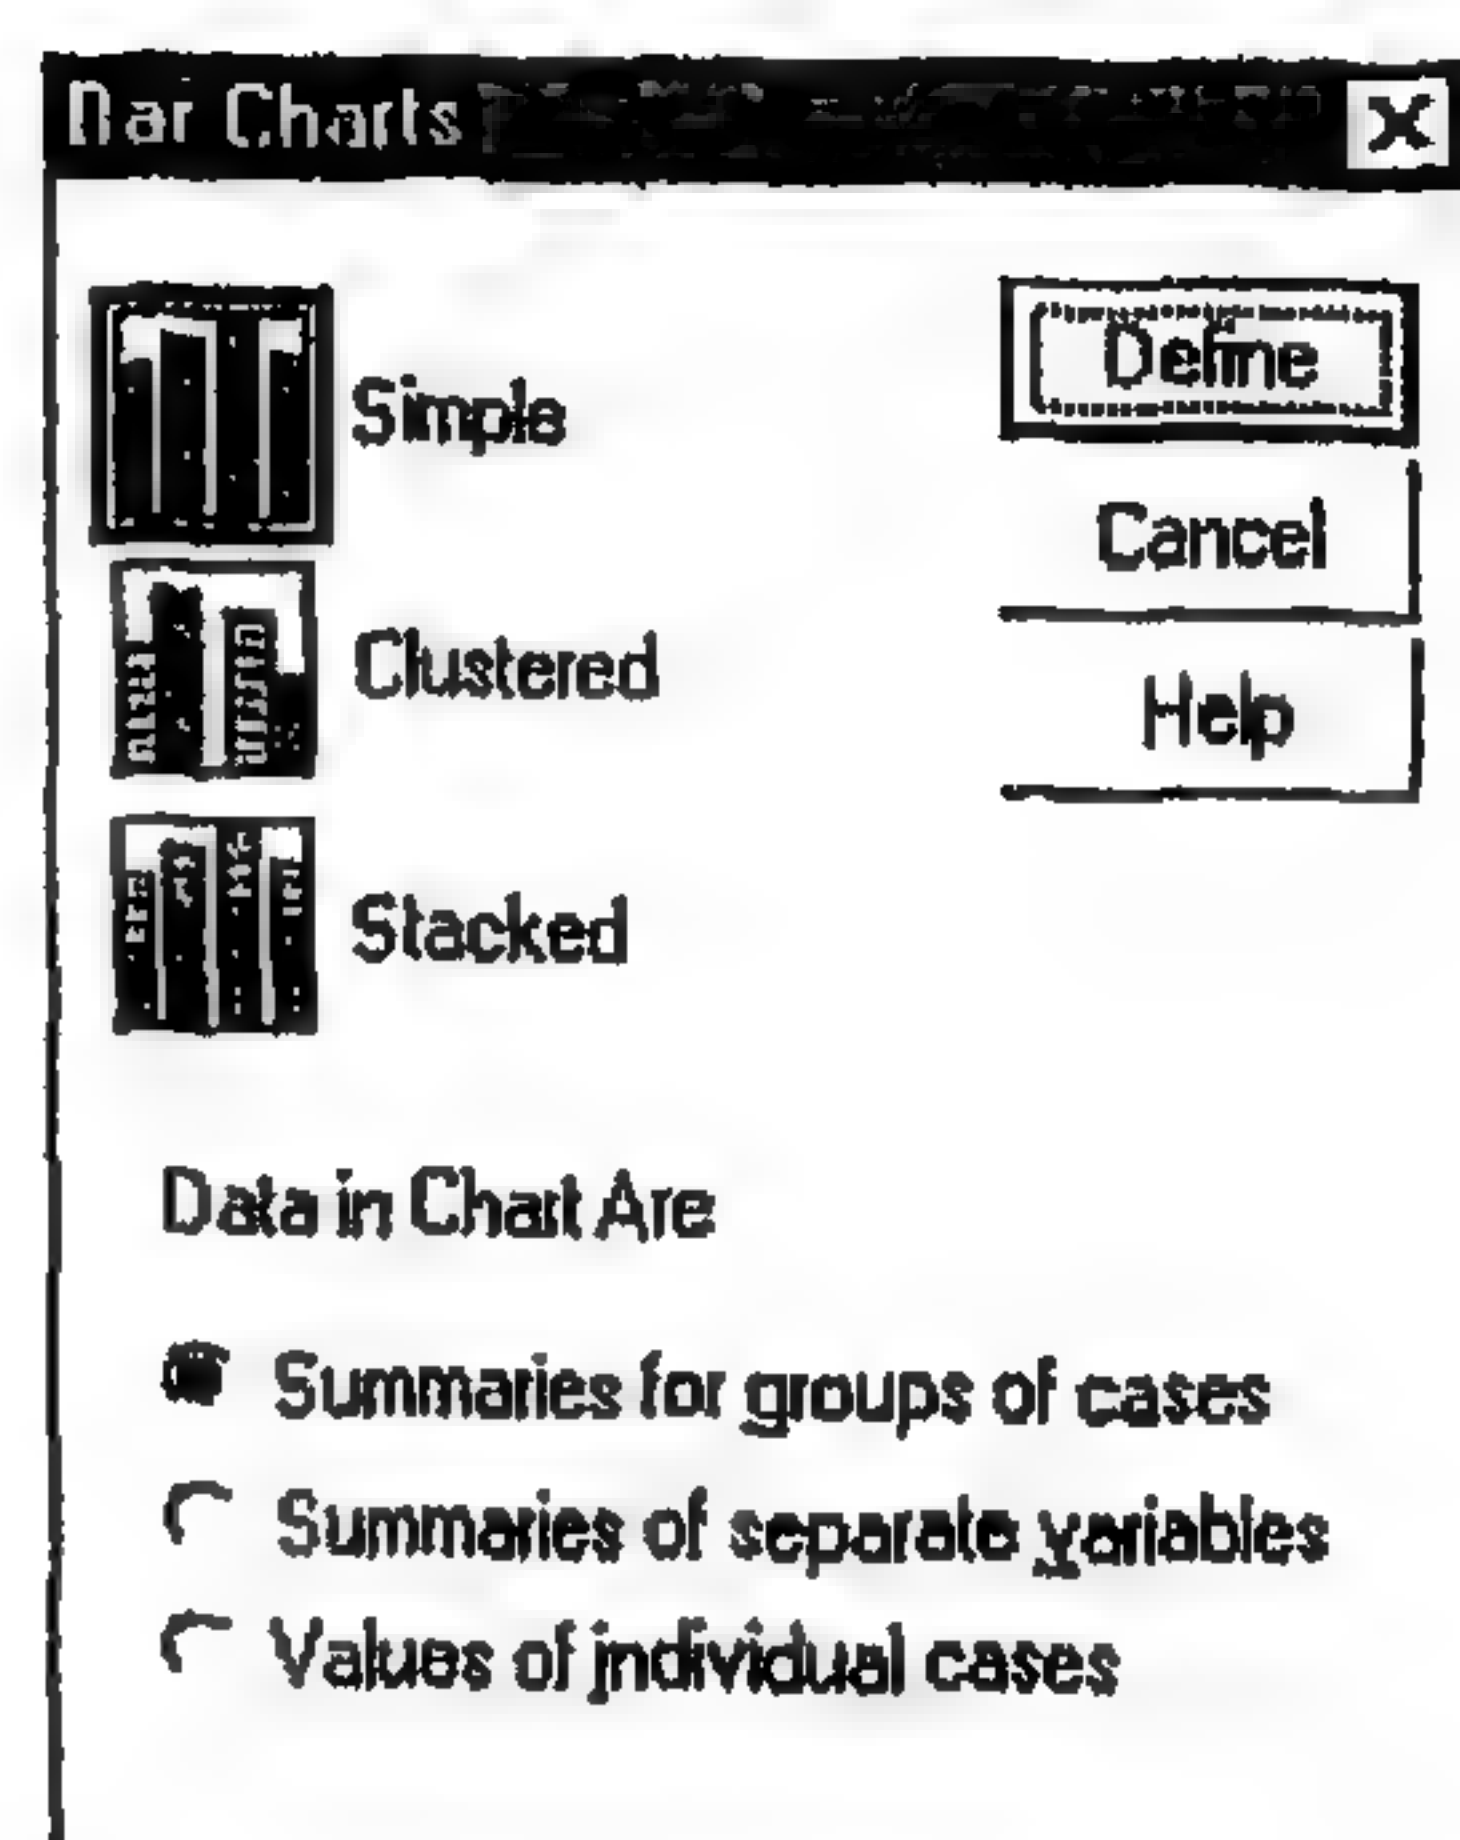 Bar Charts
Simple
Define
Cancel
Clustered
Help
Stacked
Data in Chart Are
Summaries for groups of cases
Summaries of separate variables
Values of individual cases